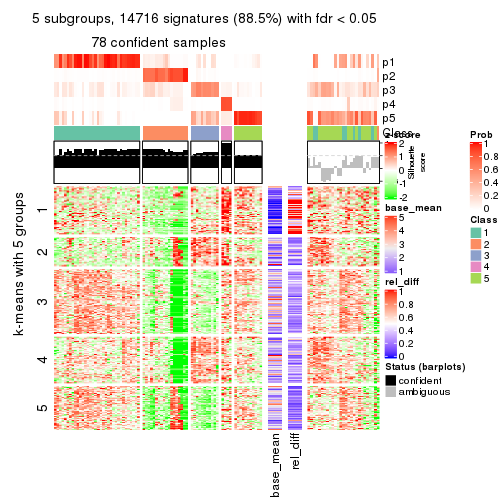 5 subgroups, 14716 signatures (88.5%) with fdr < 0.05
78 confident samples
p1
p2
p3
p4
p5
Class
z-score
2
1
0
-1
-2
Silhouette
score
Prob
1
0.8
0.6
0.4
0.2
0
base_mean
5
4
3
2
1
Class
1
2
3
4
5
rel_diff
1
0.8
0.6
0.4
0.2
0
Status (barplots)
confident
ambiguous
k-means with 5 groups
1
2
3
4
5
base_mean
rel_diff